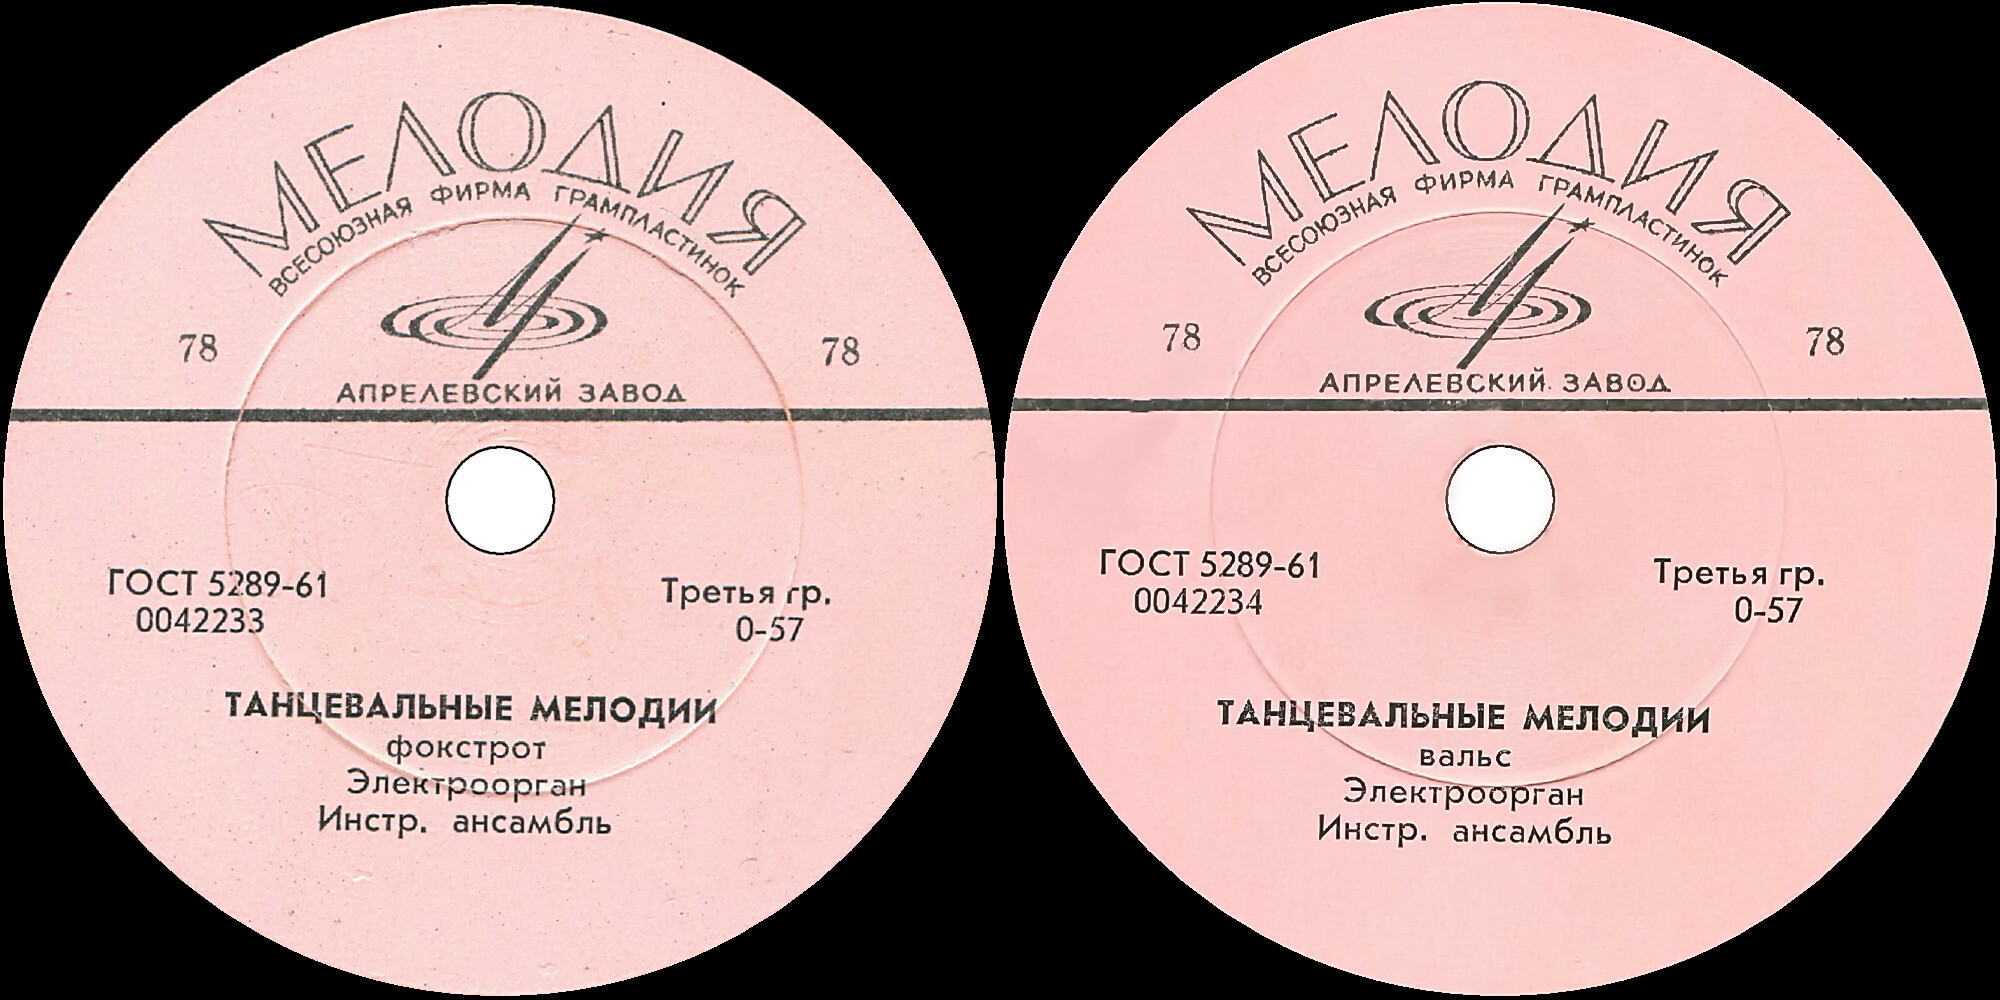 МЕЛОДИЯ
ВСЕСОЮЗНАЯ ФИРМА ГРАМПЛАСТИНОК
78
78
АПРЕЛЕВСКИЙ ЗАВОД
ГОСТ 5289-61
0042233
Третья гр.
0-57
ТАНЦЕВАЛЬНЫЕ МЕЛОДИИ
фокстрот
Электроорган
Инстр. ансамбль
МЕЛОДИЯ
ВСЕСОЮЗНАЯ ФИРМА ГРАМПЛАСТИНОК
78
78
АПРЕЛЕВСКИЙ ЗАВОД
ГОСТ 5289-61
0042234
Третья гр.
0-57
ТАНЦЕВАЛЬНЫЕ МЕЛОДИИ
вальс
Электроорган
Инстр. ансамбль